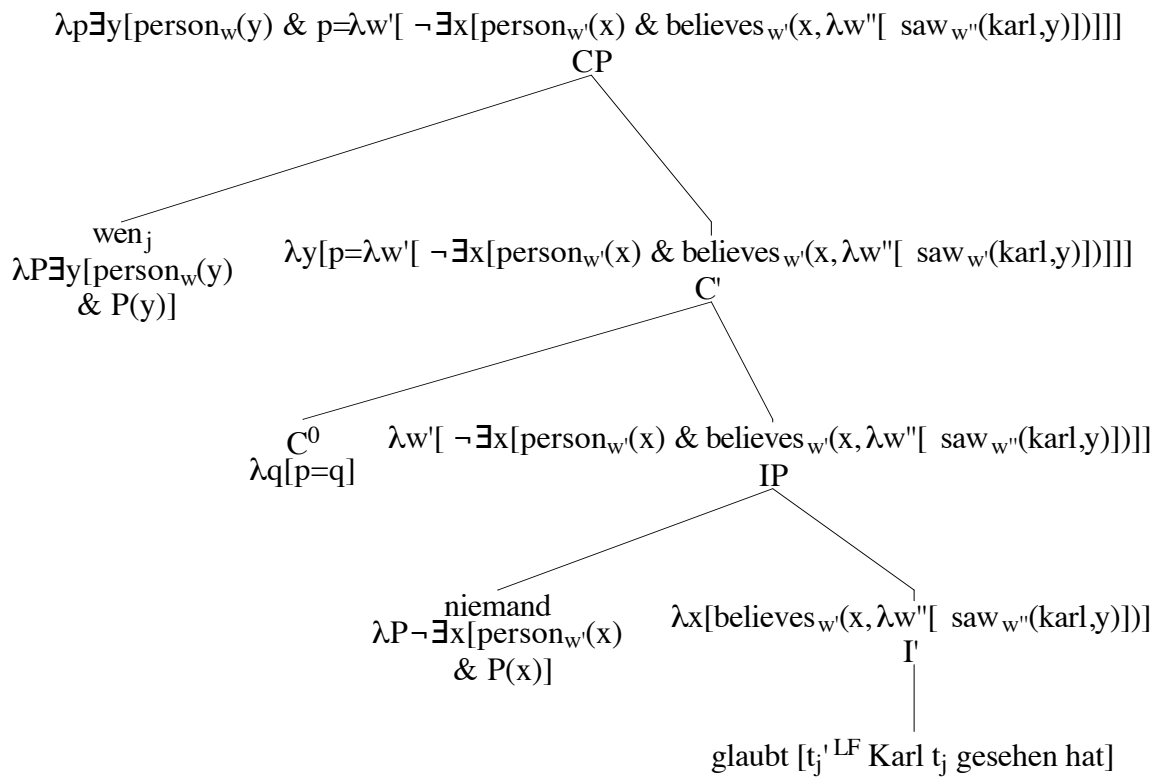 λp∃y[person_w(y) & p=λw'[ ¬∃x[person_w'(x) & believes_w'(x, λw"[ saw_w"(karl,y)])]]]
CP
wen_j
λP∃y[person_w(y)
& P(y)]
λy[p=λw'[ ¬∃x[person_w'(x) & believes_w'(x, λw"[ saw_w'(karl,y)])]]]
C'
C⁰
λq[p=q]
λw'[ ¬∃x[person_w'(x) & believes_w'(x, λw"[ saw_w"(karl,y)])]]
IP
niemand
λP¬∃x[person_w'(x)
& P(x)]
λx[believes_w'(x, λw"[ saw_w"(karl,y)])]
I'
glaubt [t_j' ^LF Karl t_j gesehen hat]